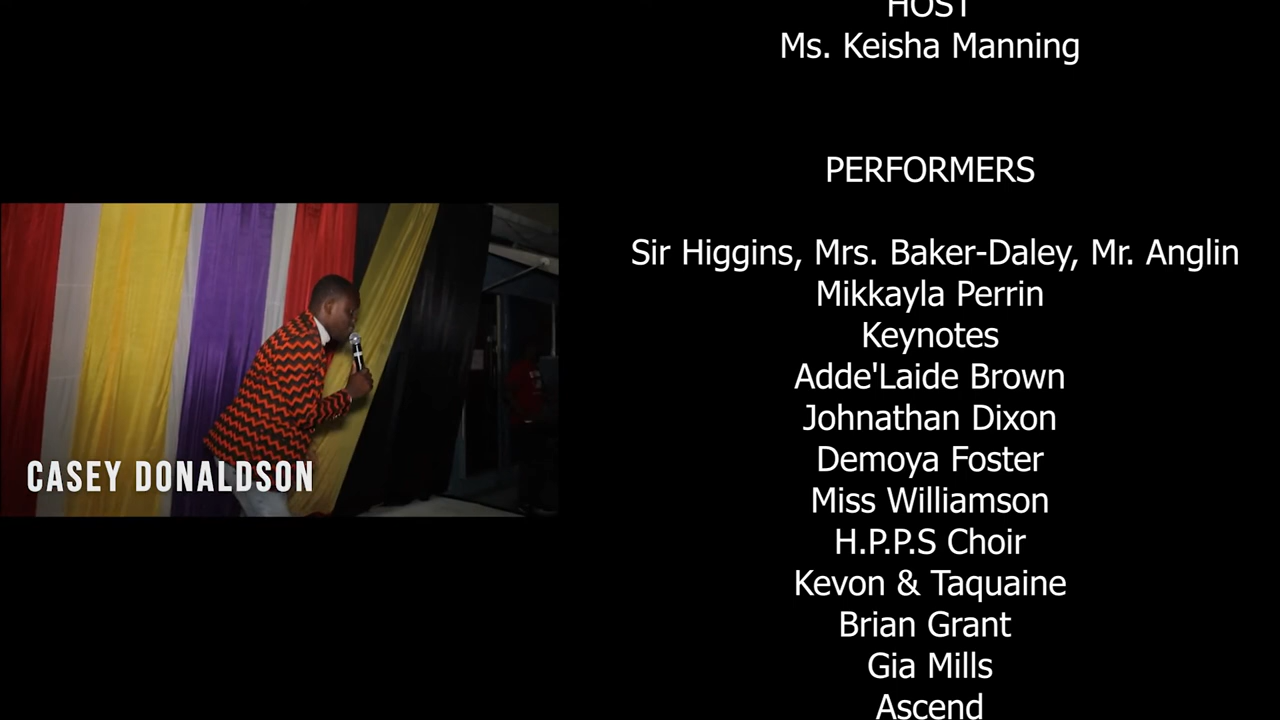 HOST
Ms. Keisha Manning
PERFORMERS
Sir Higgins, Mrs. Baker-Daley, Mr. Anglin
Mikkayla Perrin
Keynotes
Adde'Laide Brown
Johnathan Dixon
Demoya Foster
Miss Williamson
H.P.P.S Choir
Kevon & Taquaine
Brian Grant
Gia Mills
Ascend
CASEY DONALDSON